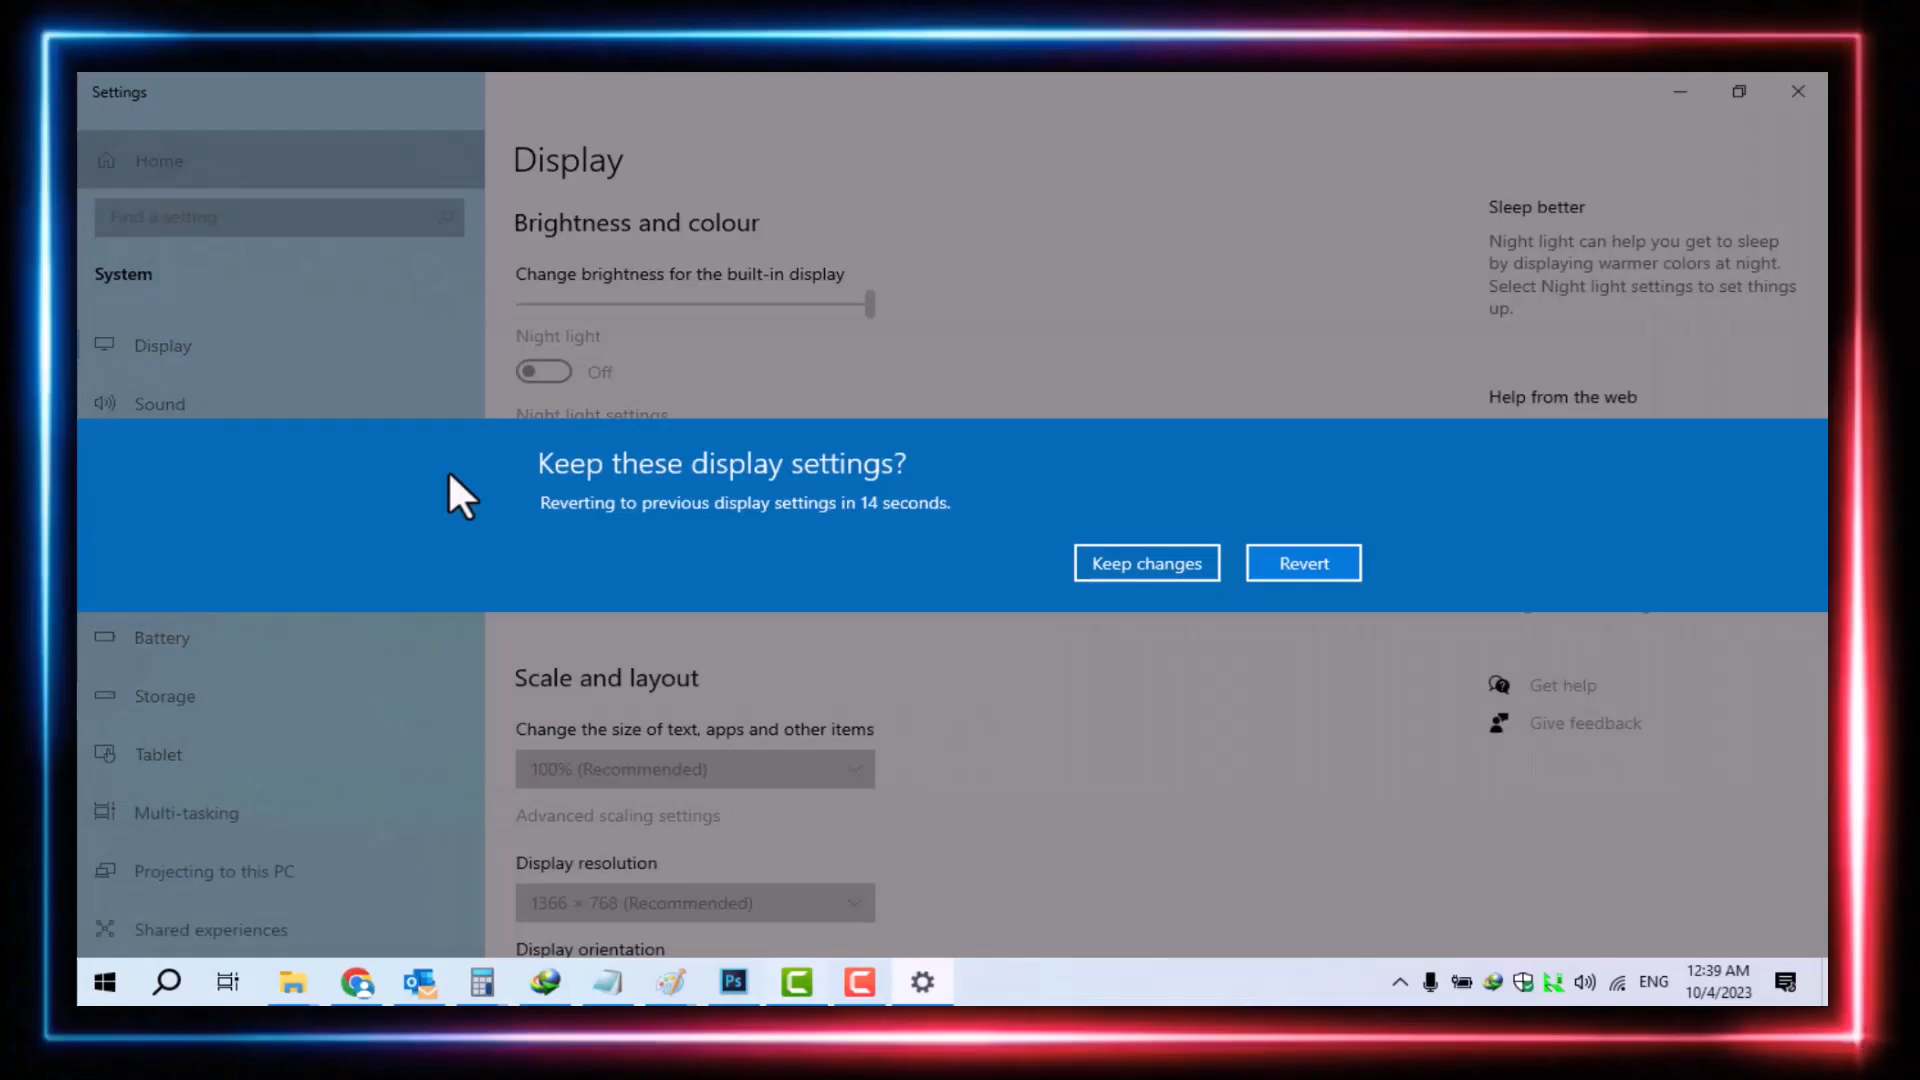 Settings
Home
Find a setting
System
Display
Sound
Display
Brightness and colour
Change brightness for the built-in display
Night light
Off
Night light settings
Sleep better
Night light can help you get to sleep
by displaying warmer colors at night.
Select Night light settings to set things
up.
Help from the web
Keep these display settings?
Reverting to previous display settings in 14 seconds.
Keep changes
Revert
Battery
Storage
Tablet
Multi-tasking
Projecting to this PC
Shared experiences
Scale and layout
Change the size of text, apps and other items
100% (Recommended)
Advanced scaling settings
Display resolution
1366 × 768 (Recommended)
Display orientation
Get help
Give feedback
Ps
ENG
12:39 AM
10/4/2023